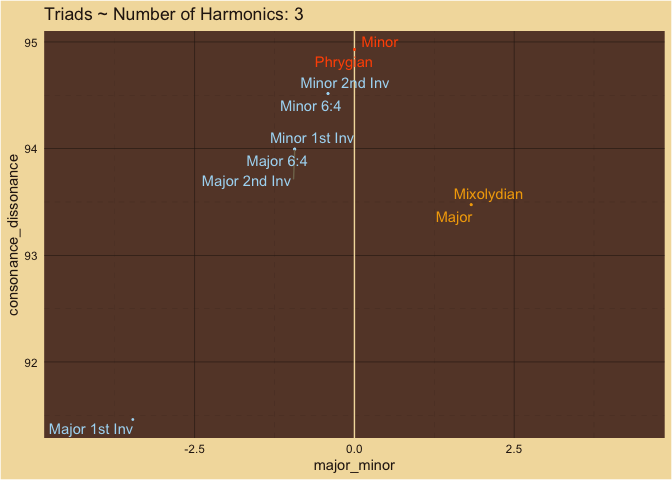 Triads ~ Number of Harmonics: 3
95
Minor
Phrygian
Minor 2nd Inv
Minor 6:4
94
Minor 1st Inv
Major 6:4
Major 2nd Inv
Mixolydian
Major
93
92
Major 1st Inv
consonance_dissonance
-2.5
0.0
2.5
major_minor